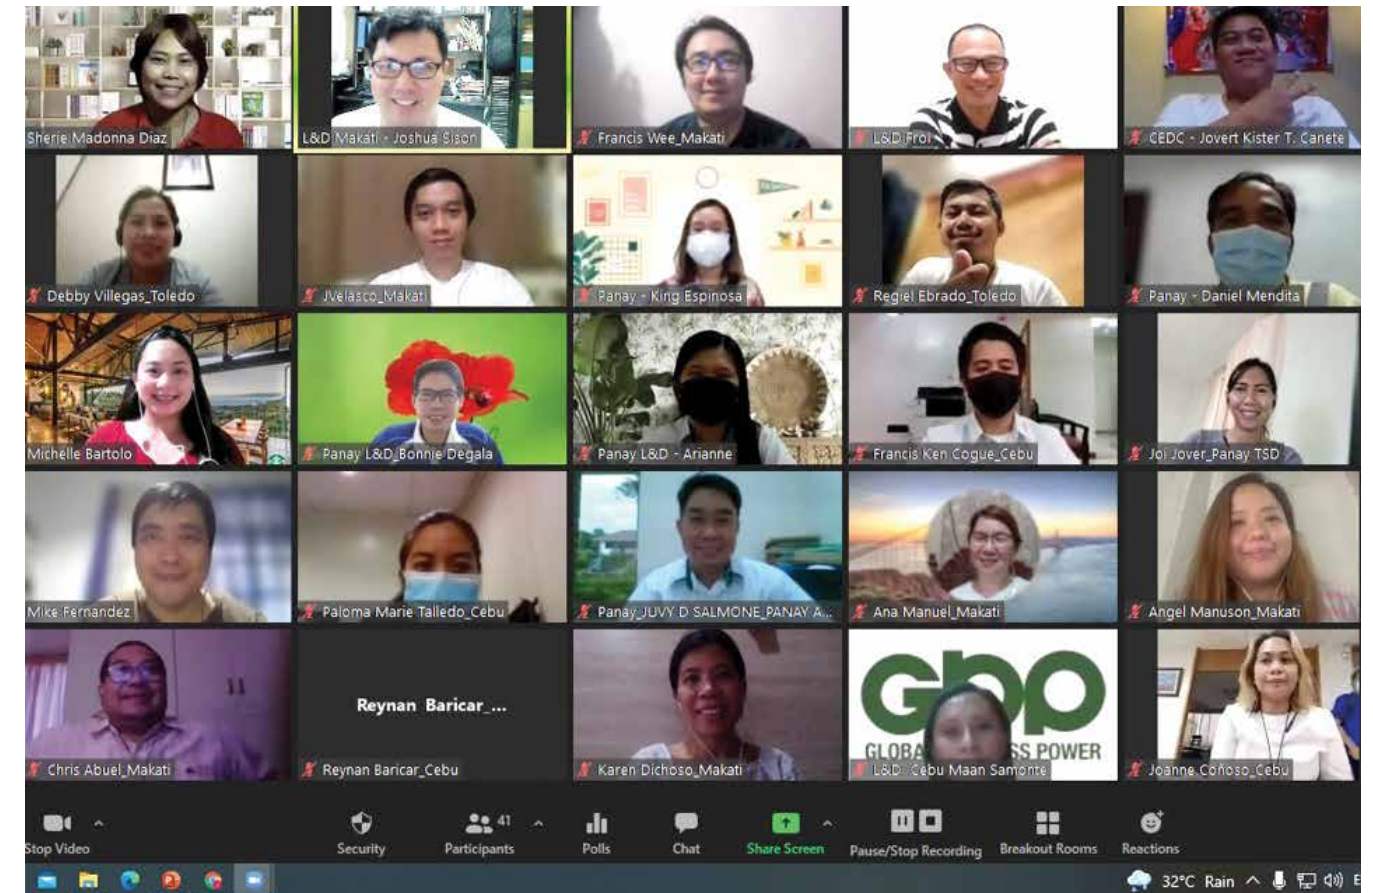 Sherie Madonna Diaz
L&D Makati - Joshua Sison
Francis Wee_Makati
L&D Froi
CEDC - Jovert Kister T. Canete
Debby Villegas_Toledo
JVelasco_Makati
Panay - King Espinosa
Regiel Ebrado_Toledo
Panay - Daniel Mendita
Michelle Bartolo
Panay L&D_Bonnie Degala
Panay L&D - Arianne
Francis Ken Cogue_Cebu
Joi Jover_Panay TSD
Mike Fernandez
Paloma Marie Talledo_Cebu
Panay_JUVY D SALMONE_PANAY A...
Ana Manuel_Makati
Angel Manuson_Makati
Reynan Baricar_...
GBP
GLOBA SS POWER
Chris Abuel_Makati
Reynan Baricar_Cebu
Karen Dichoso_Makati
L&D Cebu Maan Samonte
Joanne Coñoso_Cebu
41
Stop Video
Security
Participants
Polls
Chat
Share Screen
Pause/Stop Recording
Breakout Rooms
Reactions
32°C Rain